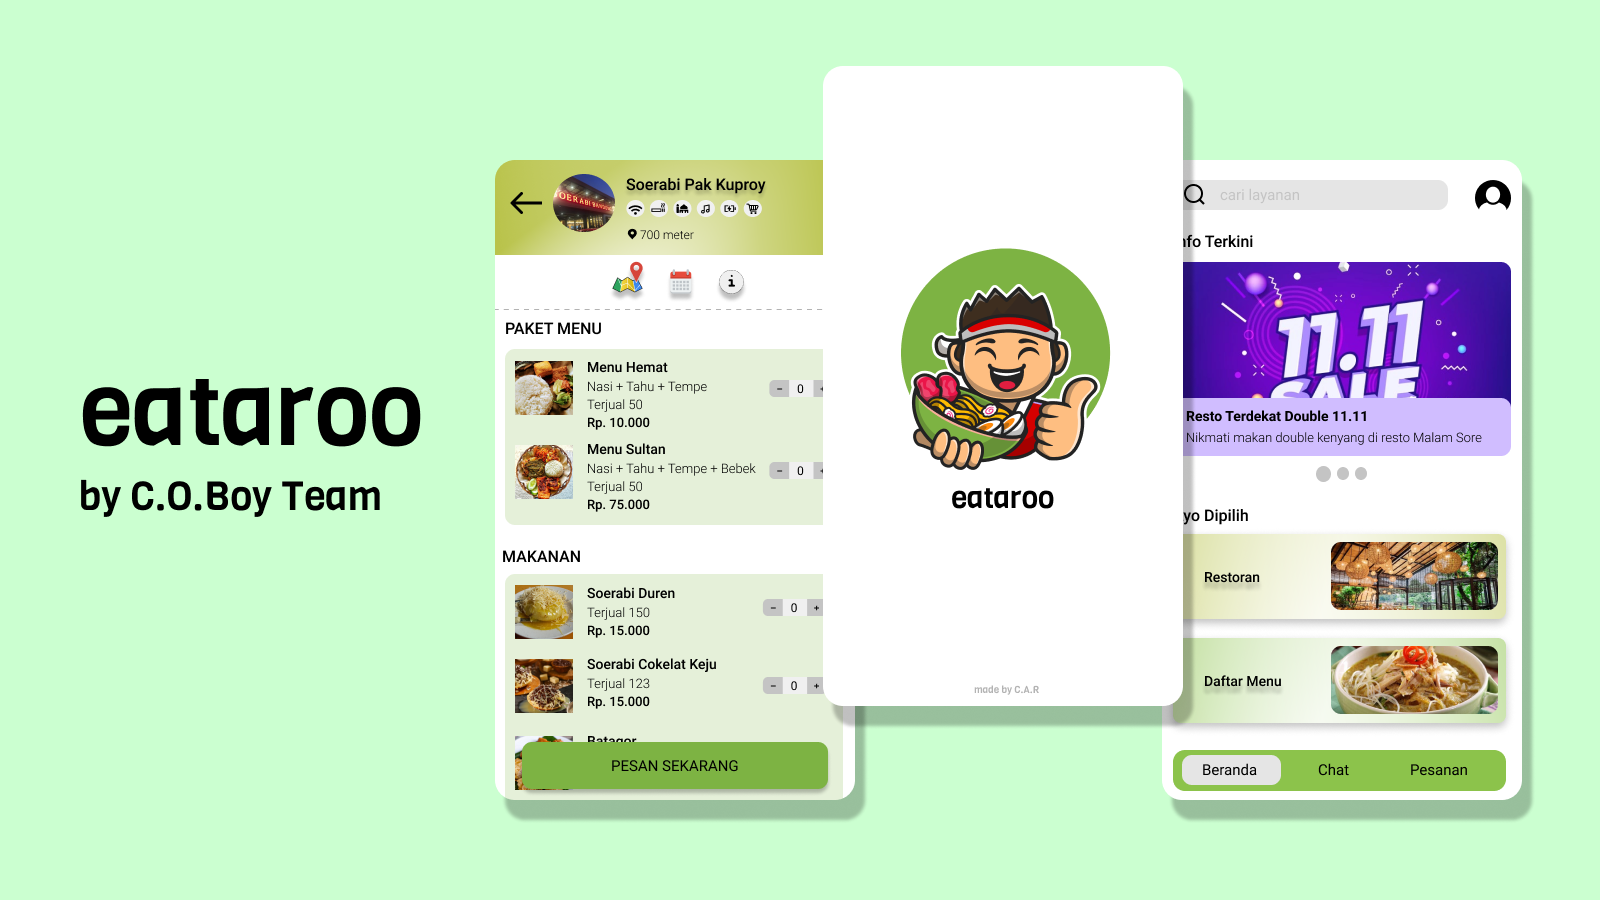 eataroo
by C.O.Boy Team
Soerabi Pak Kuproy
700 meter
PAKET MENU
Menu Hemat
Nasi + Tahu + Tempe
Terjual 50
Rp. 10.000
- 0
Menu Sultan
Nasi + Tahu + Tempe + Bebek
Terjual 50
Rp. 75.000
- 0
MAKANAN
Soerabi Duren
Terjual 150
Rp. 15.000
- 0 +
Soerabi Cokelat Keju
Terjual 123
Rp. 15.000
- 0 +
Batagor
PESAN SEKARANG
eataroo
made by C.A.R
cari layanan
nfo Terkini
11.11
SALE
Resto Terdekat Double 11.11
Nikmati makan double kenyang di resto Malam Sore
yo Dipilih
Restoran
Daftar Menu
Beranda
Chat
Pesanan